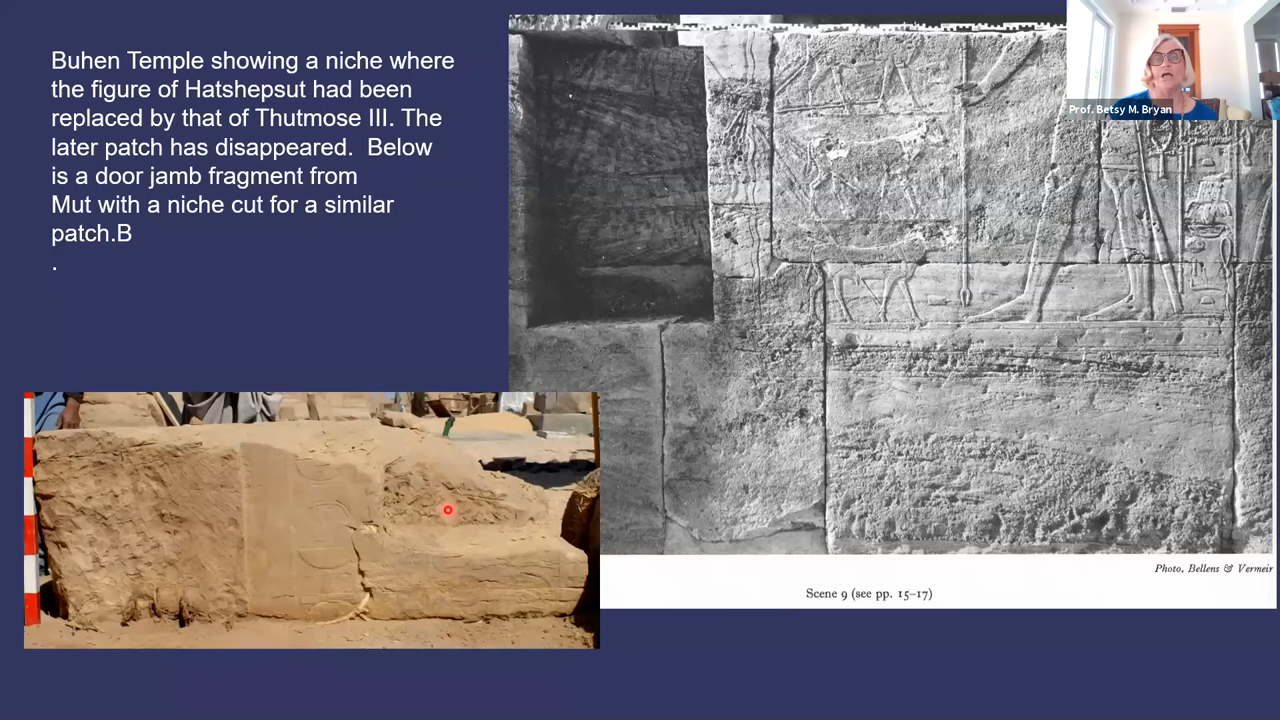 Buhen Temple showing a niche where
the figure of Hatshepsut had been
replaced by that of Thutmose III. The
later patch has disappeared.  Below
is a door jamb fragment from
Mut with a niche cut for a similar
patch.B
.
Prof. Betsy M. Bryan
Photo. Bellens & Vermeir
Scene 9 (see pp. 15–17)